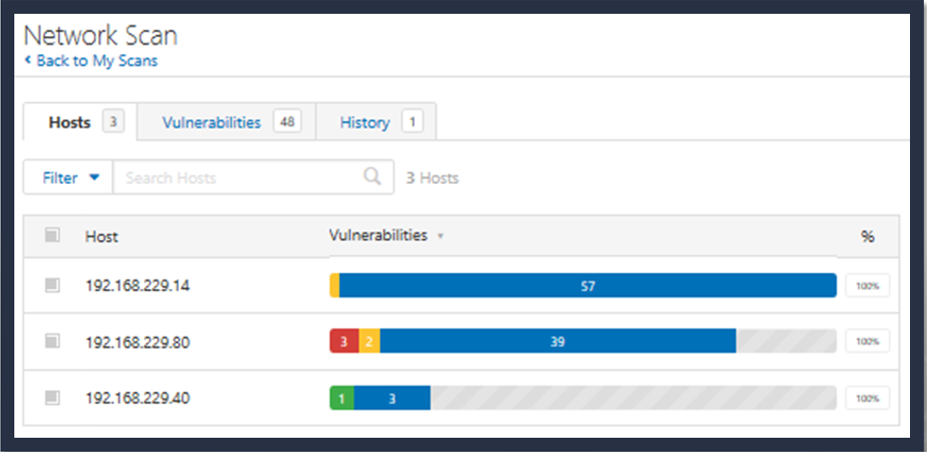 Network Scan
Back to My Scans
Hosts 3 Vulnerabilities 48 History 1
Filter Search Hosts 3 Hosts
Host Vulnerabilities %
192.168.229.14 57 100%
192.168.229.80 3 2 39 100%
192.168.229.40 1 3 100%